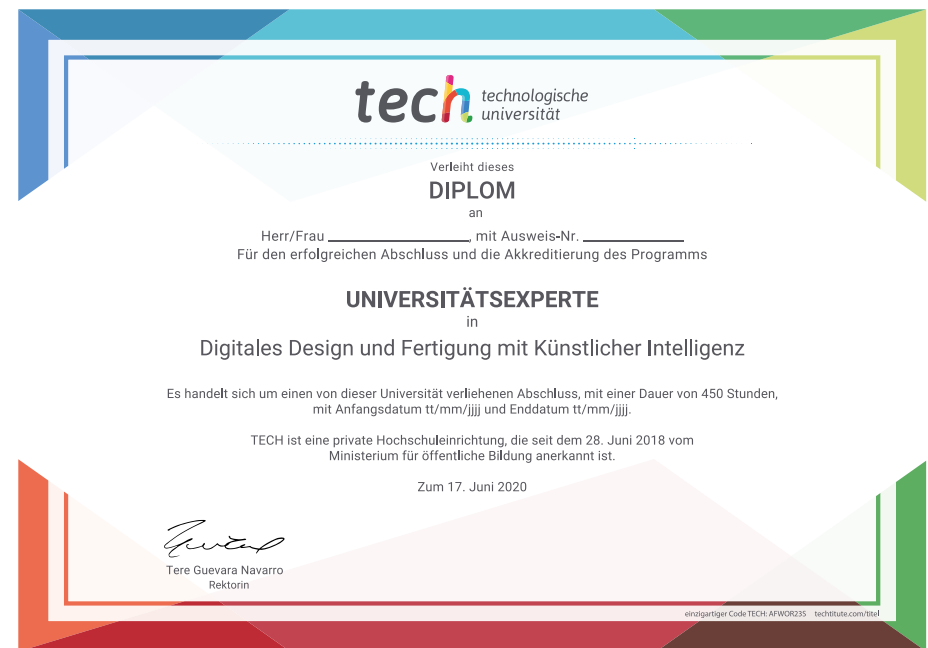 tech technologische
universität
Verleiht dieses
DIPLOM
an
Herr/Frau ____________, mit Ausweis-Nr. ____________
Für den erfolgreichen Abschluss und die Akkreditierung des Programms
UNIVERSITÄTSEXPERTE
in
Digitales Design und Fertigung mit Künstlicher Intelligenz
Es handelt sich um einen von dieser Universität verliehenen Abschluss, mit einer Dauer von 450 Stunden,
mit Anfangsdatum tt/mm/jjjj und Enddatum tt/mm/jjjj.
TECH ist eine private Hochschuleinrichtung, die seit dem 28. Juni 2018 vom
Ministerium für öffentliche Bildung anerkannt ist.
Zum 17. Juni 2020
Tere Guevara Navarro
Rektorin
einzigartiger Code TECH: AFWOR23S techtitute.com/titel